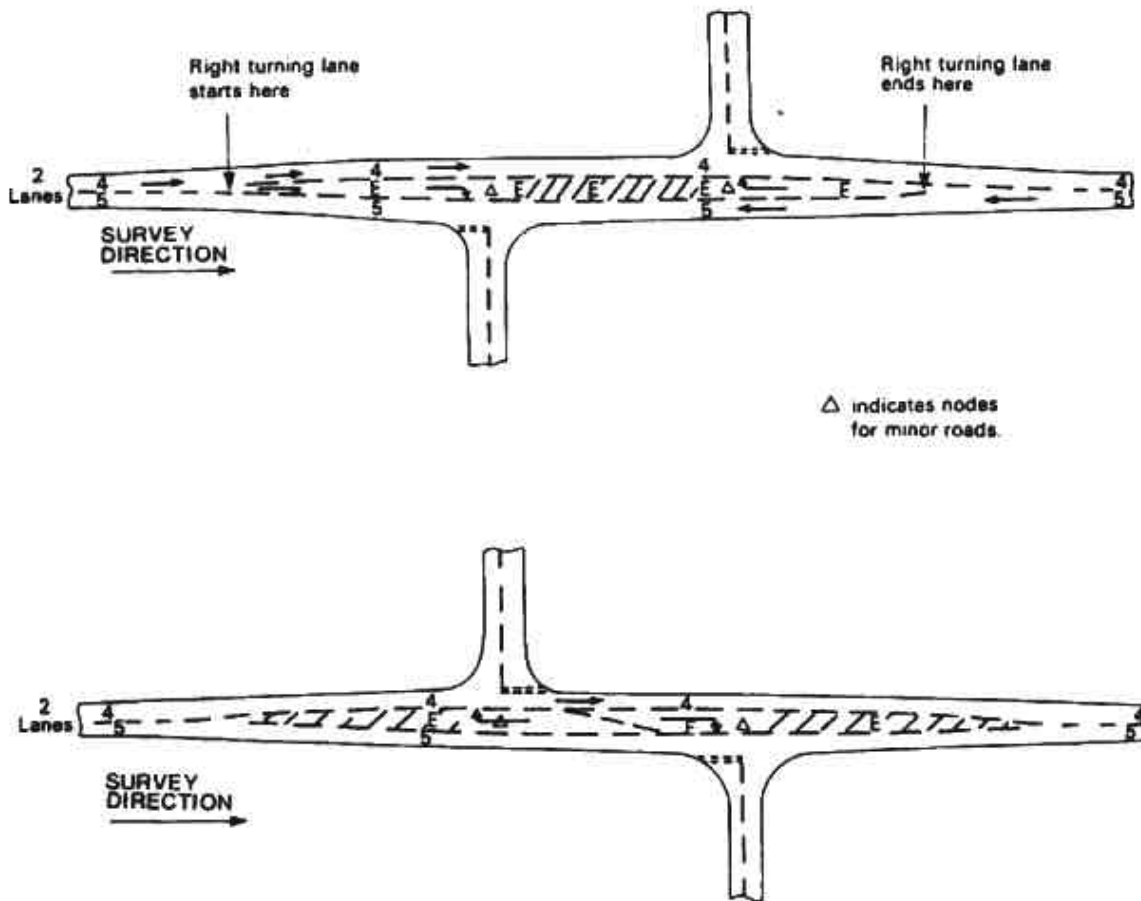 Right turning lane
starts here
Right turning lane
ends here
2
Lanes
4
5
4
E
5
E
E
4
E
5
E
4
5
SURVEY
DIRECTION
△ indicates nodes
for minor roads.
2
Lanes
4
5
4
E
5
4
E
4
5
SURVEY
DIRECTION